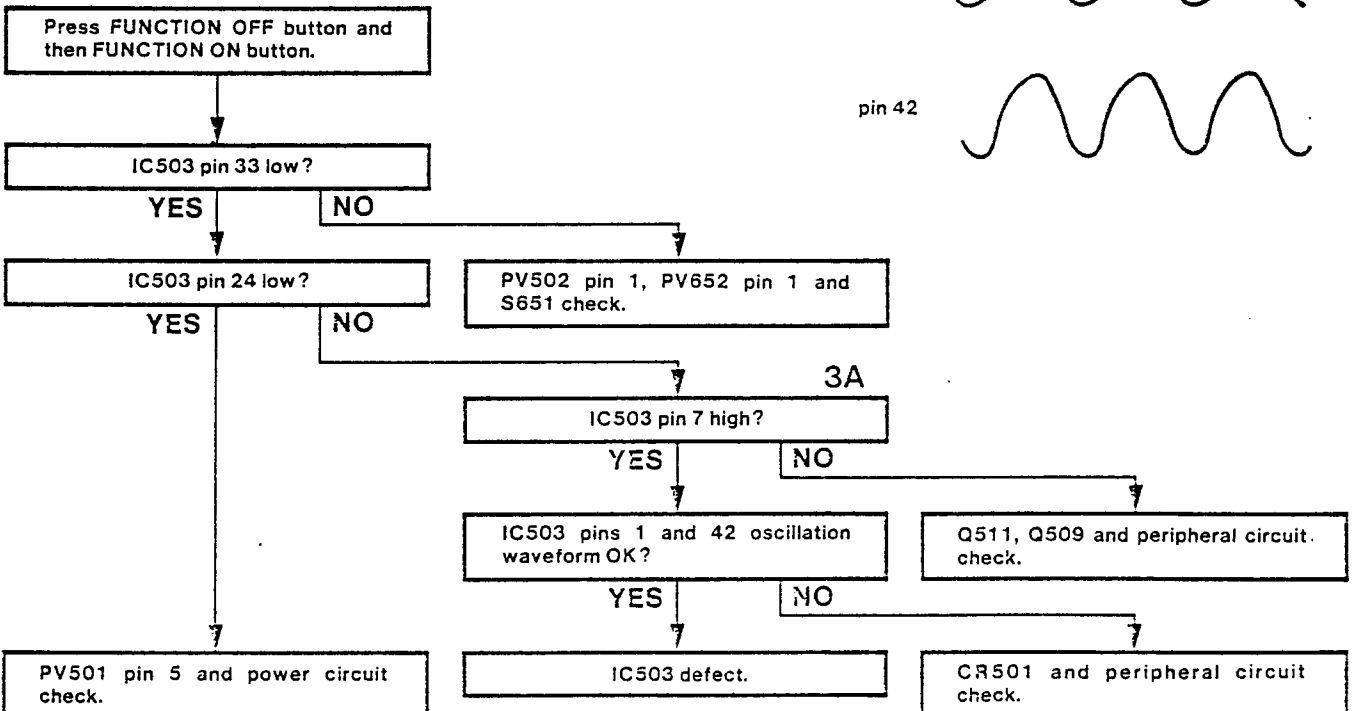 Press FUNCTION OFF button and
then FUNCTION ON button.
pin 42
IC503 pin 33 low?
YES
NO
IC503 pin 24 low?
PV502 pin 1, PV652 pin 1 and
S651 check.
YES
NO
3A
IC503 pin 7 high?
YES
NO
IC503 pins 1 and 42 oscillation
waveform OK?
Q511, Q509 and peripheral circuit.
check.
YES
NO
PV501 pin 5 and power circuit
check.
IC503 defect.
CR501 and peripheral circuit
check.